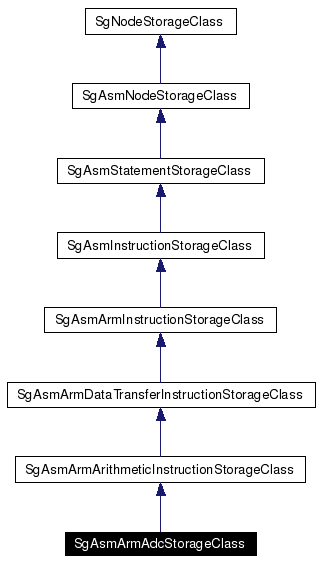 SgNodeStorageClass
SgAsmNodeStorageClass
SgAsmStatementStorageClass
SgAsmInstructionStorageClass
SgAsmArmInstructionStorageClass
SgAsmArmDataTransferInstructionStorageClass
SgAsmArmArithmeticInstructionStorageClass
SgAsmArmAdcStorageClass